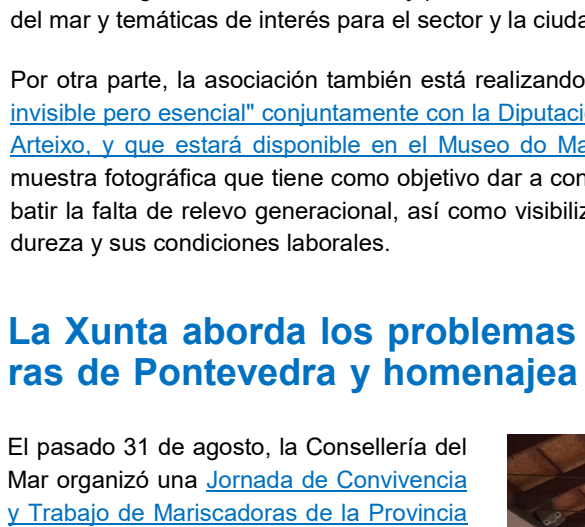 del mar y temáticas de interés para el sector y la ciuda
Por otra parte, la asociación también está realizando
invisible pero esencial" conjuntamente con la Diputaci
Arteixo, y que estará disponible en el Museo do Ma
muestra fotográfica que tiene como objetivo dar a con
batir la falta de relevo generacional, así como visibiliz
dureza y sus condiciones laborales.
La Xunta aborda los problemas
ras de Pontevedra y homenajea
El pasado 31 de agosto, la Consellería del
Mar organizó una Jornada de Convivencia
y Trabajo de Mariscadoras de la Provincia